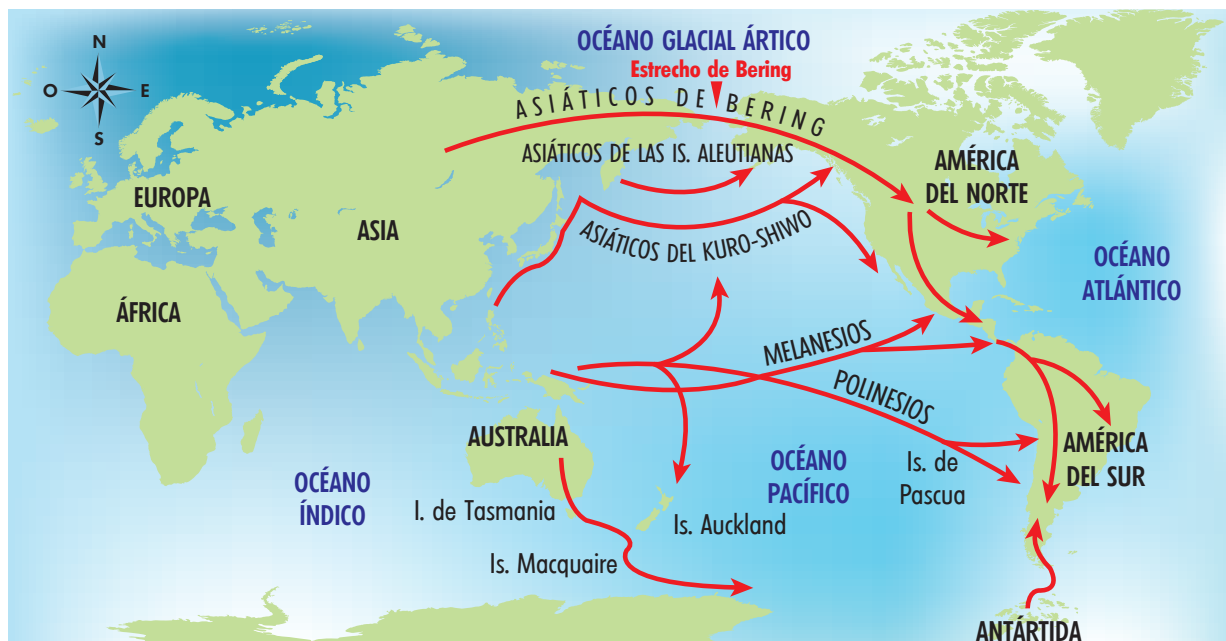 OCÉANO GLACIAL ÁRTICO
Estrecho de Bering
N
O
E
S
ASIÁTICOS DE BERING
ASIÁTICOS DE LAS IS. ALEUTIANAS
AMÉRICA
DEL NORTE
EUROPA
ASIA
ASIÁTICOS DEL KURO-SHIWO
OCÉANO
ATLÁNTICO
ÁFRICA
MELANESIOS
POLINESIOS
AUSTRALIA
AMÉRICA
DEL SUR
OCÉANO
ÍNDICO
OCÉANO
PACÍFICO
Is. de
Pascua
I. de Tasmania
Is. Auckland
Is. Macquaire
ANTÁRTIDA